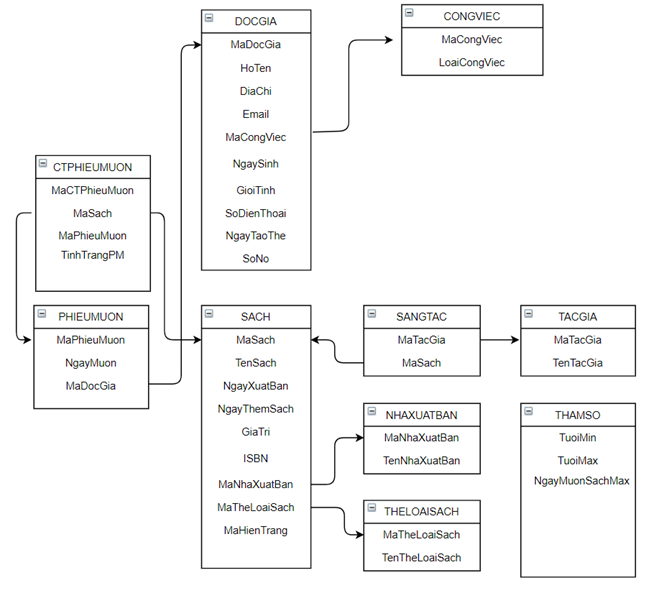 DOCGIA
MaDocGia
HoTen
DiaChi
Email
MaCongViec
NgaySinh
GioiTinh
SoDienThoai
NgayTaoThe
SoNo
CONGVIEC
MaCongViec
LoaiCongViec
CTPHIEUMUON
MaCTPhieuMuon
MaSach
MaPhieuMuon
TinhTrangPM
PHIEUMUON
MaPhieuMuon
NgayMuon
MaDocGia
SACH
MaSach
TenSach
NgayXuatBan
NgayThemSach
GiaTri
ISBN
MaNhaXuatBan
MaTheLoaiSach
MaHienTrang
SANGTAC
MaTacGia
MaSach
TACGIA
MaTacGia
TenTacGia
NHAXUATBAN
MaNhaXuatBan
TenNhaXuatBan
THAMSO
TuoiMin
TuoiMax
NgayMuonSachMax
THELOAISACH
MaTheLoaiSach
TenTheLoaiSach